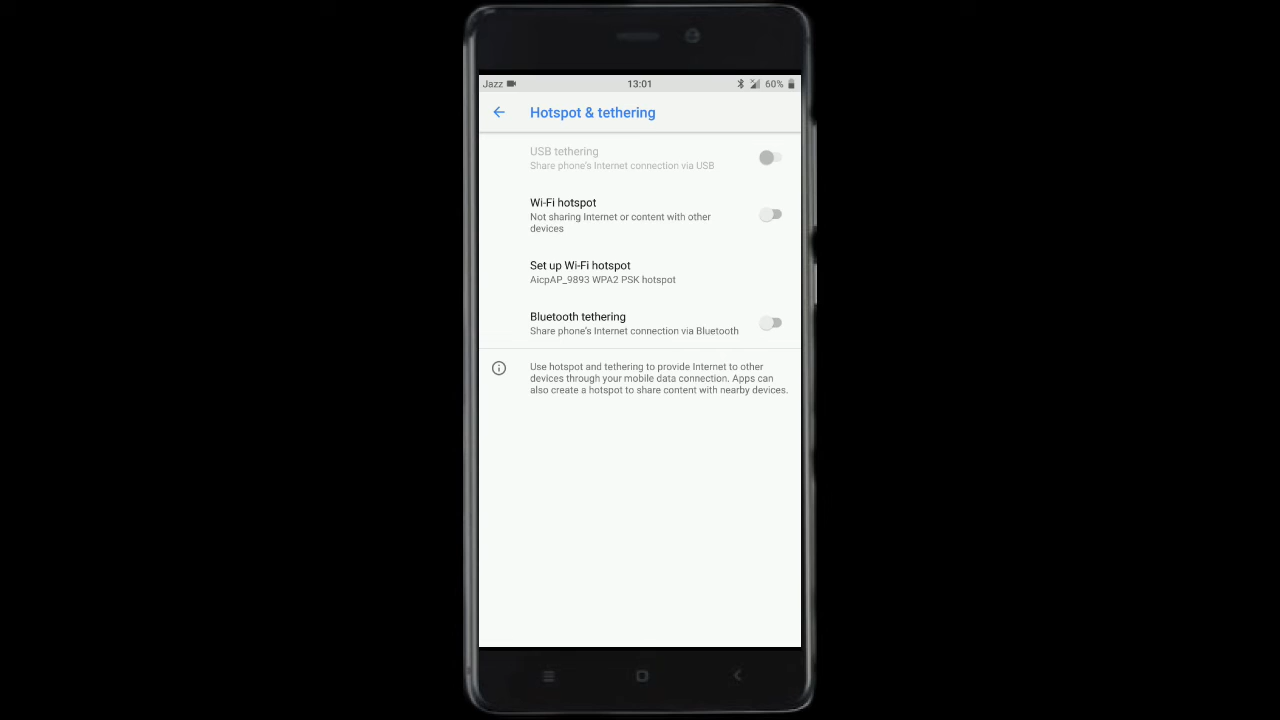 Jazz
13:01
60%
Hotspot & tethering
USB tethering
Share phone's Internet connection via USB
Wi-Fi hotspot
Not sharing Internet or content with other
devices
Set up Wi-Fi hotspot
AicpAP_9893 WPA2 PSK hotspot
Bluetooth tethering
Share phone's Internet connection via Bluetooth
Use hotspot and tethering to provide Internet to other
devices through your mobile data connection. Apps can
also create a hotspot to share content with nearby devices.